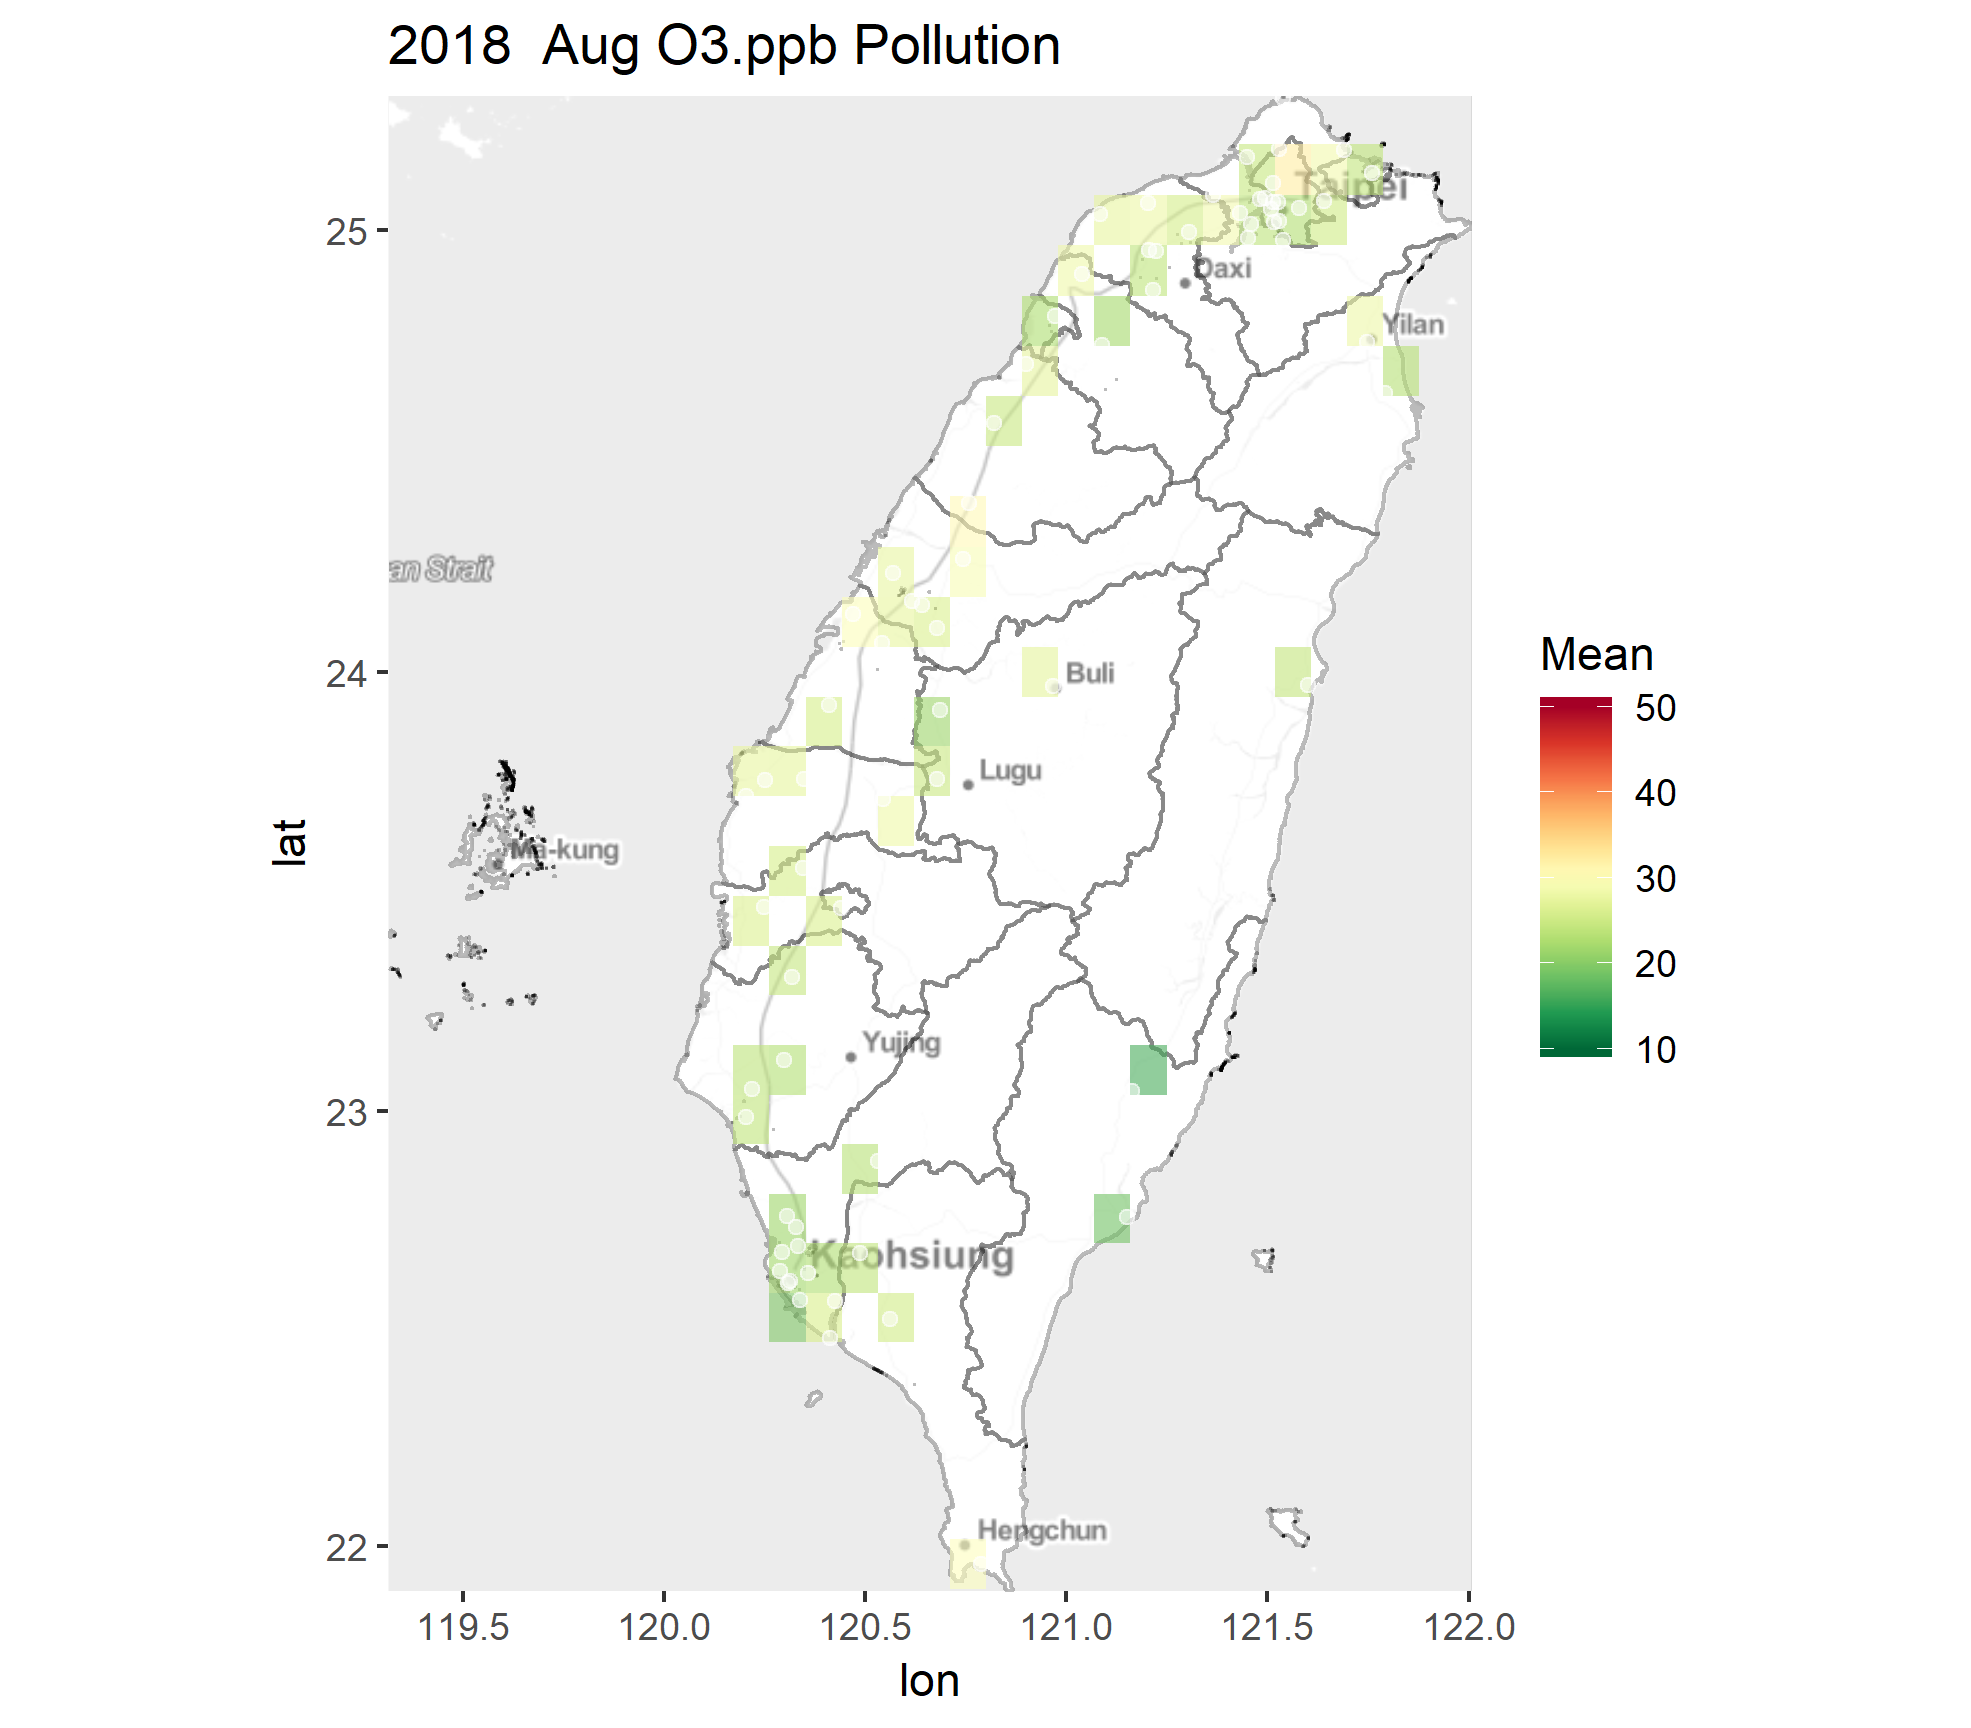 2018  Aug O3.ppb Pollution
Taipei
25
Daxi
Yilan
an Strait
24
Buli
Lugu
Ma-kung
lat
Yujing
23
Kaohsiung
Hengchun
22
119.5
120.0
120.5
121.0
121.5
122.0
lon
Mean
50
40
30
20
10